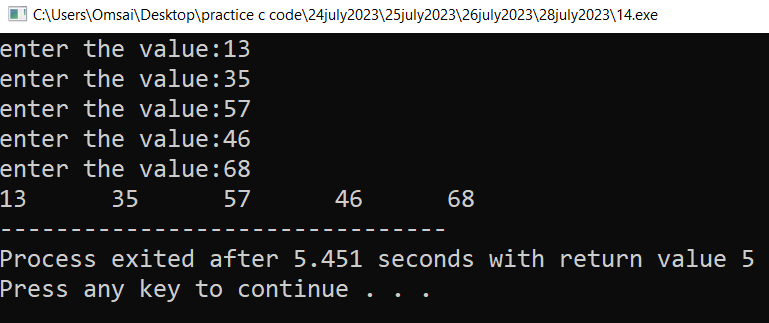 C:\Users\Omsai\Desktop\practice c code\24july2023\25july2023\26july2023\28july2023\14.exe
enter the value:13
enter the value:35
enter the value:57
enter the value:46
enter the value:68
13      35      57      46      68
--------------------------------
Process exited after 5.451 seconds with return value 5
Press any key to continue . . .